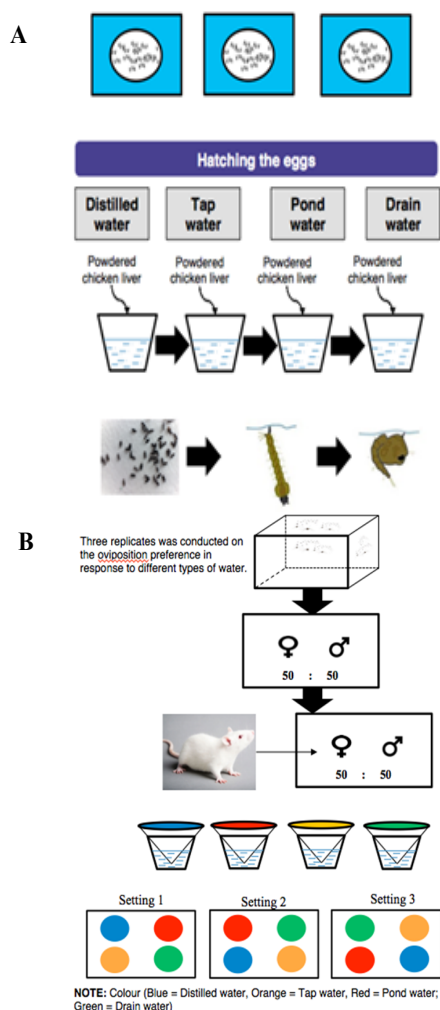 A
Hatching the eggs
Distilled water
Tap water
Pond water
Drain water
Powdered chicken liver
Powdered chicken liver
Powdered chicken liver
Powdered chicken liver
B
Three replicates was conducted on
the oviposition preference in
response to different types of water.
♀ ♂
50 : 50
♀ ♂
50 : 50
Setting 1
Setting 2
Setting 3
NOTE: Colour (Blue = Distilled water, Orange = Tap water, Red = Pond water;
Green = Drain water)